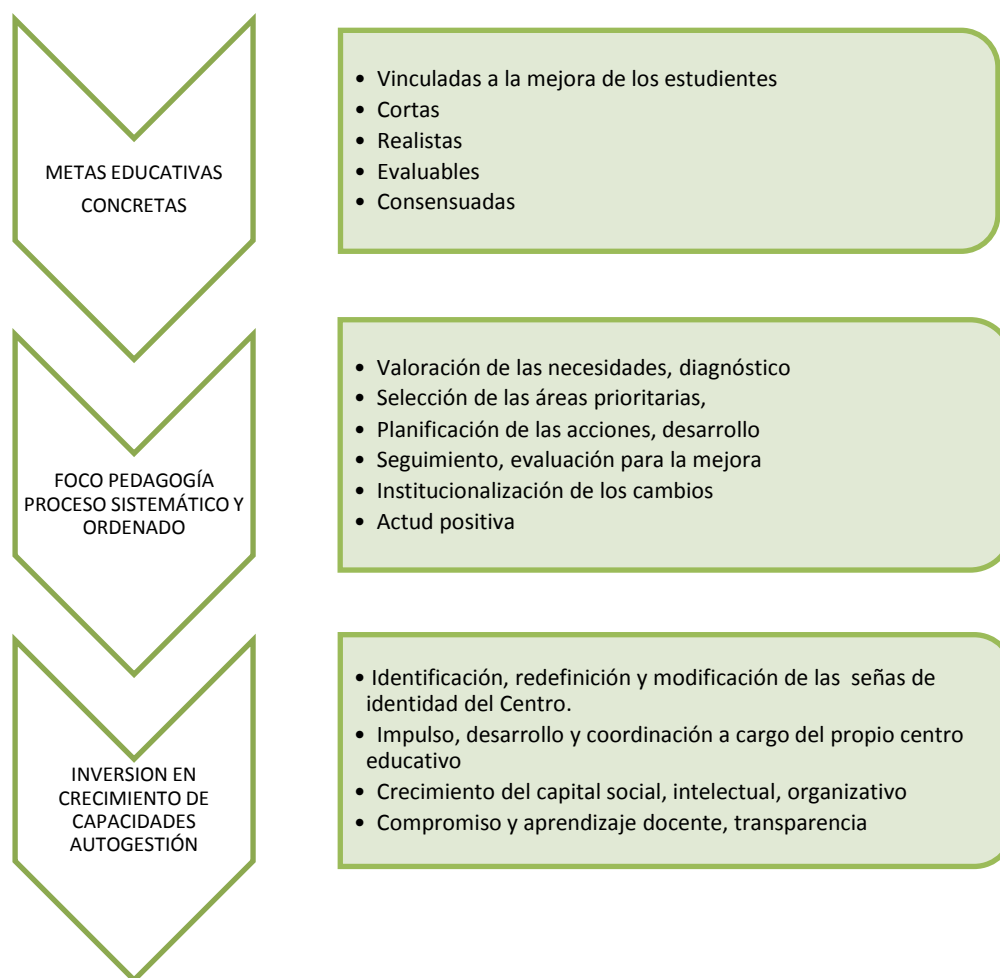 METAS EDUCATIVAS
CONCRETAS
• Vinculadas a la mejora de los estudientes
• Cortas
• Realistas
• Evaluables
• Consensuadas
FOCO PEDAGOGÍA
PROCESO SISTEMÁTICO Y
ORDENADO
• Valoración de las necesidades, diagnóstico
• Selección de las áreas prioritarias,
• Planificación de las acciones, desarrollo
• Seguimiento, evaluación para la mejora
• Institucionalización de los cambios
• Actud positiva
INVERSION EN
CRECIMIENTO DE
CAPACIDADES
AUTOGESTIÓN
• Identificación, redefinición y modificación de las señas de
identidad del Centro.
• Impulso, desarrollo y coordinación a cargo del propio centro
educativo
• Crecimiento del capital social, intelectual, organizativo
• Compromiso y aprendizaje docente, transparencia